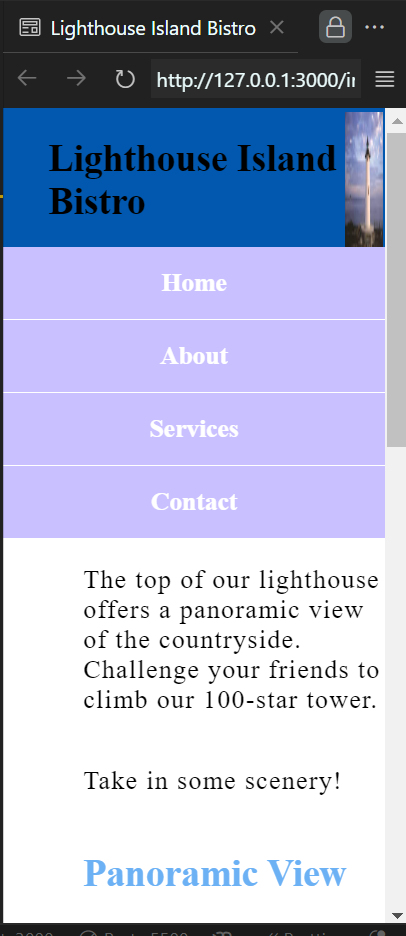 Lighthouse Island Bistro
http://127.0.0.1:3000/i
Lighthouse Island
Bistro
Home
About
Services
Contact
The top of our lighthouse
offers a panoramic view
of the countryside.
Challenge your friends to
climb our 100-star tower.
Take in some scenery!
Panoramic View